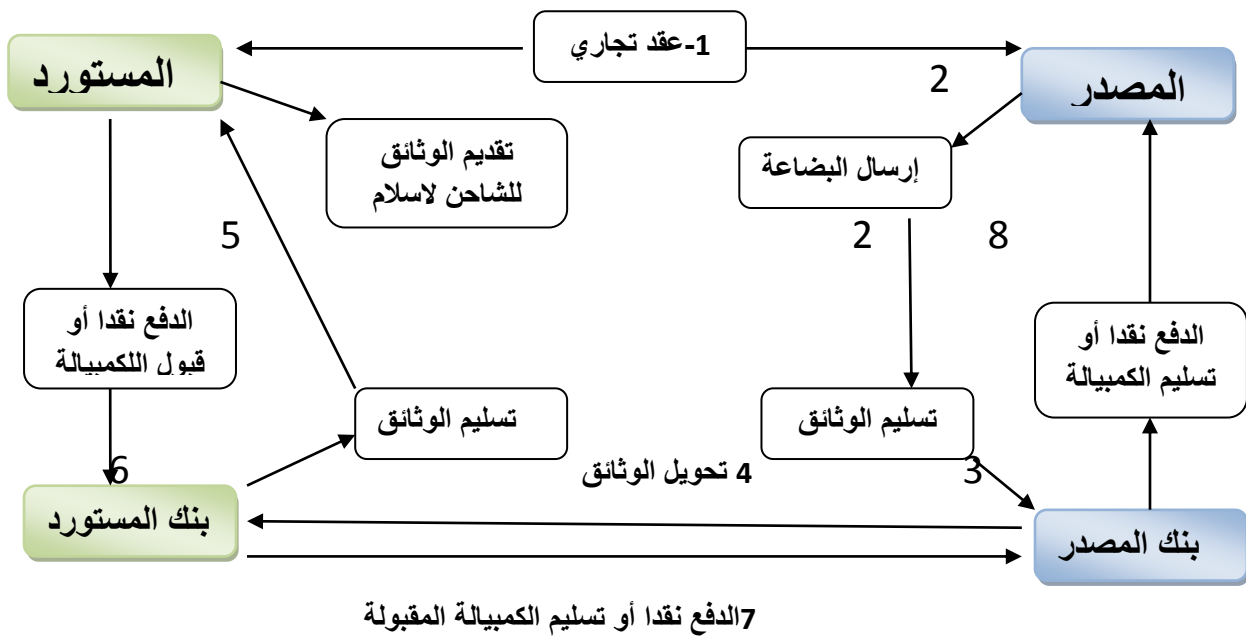 1-عقد تجاري
المصدر
المستورد
2
إرسال البضاعة
تقديم الوثائق
للشاحن لاسلام
2
8
5
الدفع نقدا أو
تسليم الكمبيالة
الدفع نقدا أو
قبول اللكمبيالة
تسليم الوثائق
تسليم الوثائق
3
4 تحويل الوثائق
6
بنك المصدر
بنك المستورد
7الدفع نقدا أو تسليم الكمبيالة المقبولة